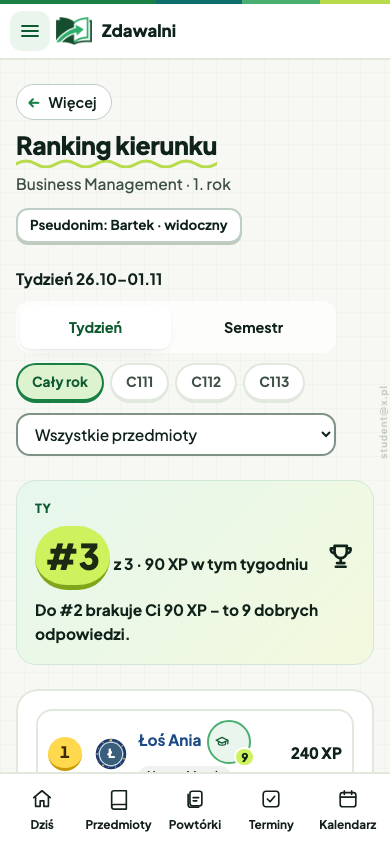 Zdawalni
← Więcej
Ranking kierunku
Business Management · 1. rok
Pseudonim: Bartek · widoczny
Tydzień 26.10–01.11
Tydzień Semestr
Cały rok C111 C112 C113
Wszystkie przedmioty
student@x.pl
TY
#3 z 3 · 90 XP w tym tygodniu
Do #2 brakuje Ci 90 XP – to 9 dobrych
odpowiedzi.
1 Ł Łoś Ania 9 240 XP
Dziś Przedmioty Powtórki Terminy Kalendarz